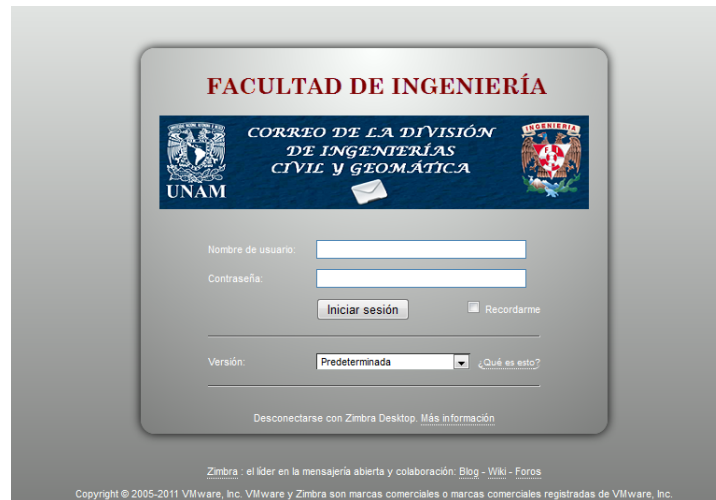 FACULTAD DE INGENIERÍA
CORREO DE LA DIVISIÓN
DE INGENIERÍAS
CIVIL Y GEOMÁTICA
UNAM
INGENIERIA
Nombre de usuario:
Contraseña:
Iniciar sesión Recordarme
Versión: Predeterminada ¿Qué es esto?
Desconectarse con Zimbra Desktop. Más información
Zimbra : el líder en la mensajería abierta y colaboración: Blog - Wiki - Foros
Copyright © 2005-2011 VMware, Inc. VMware y Zimbra son marcas comerciales o marcas comerciales registradas de VMware, Inc.